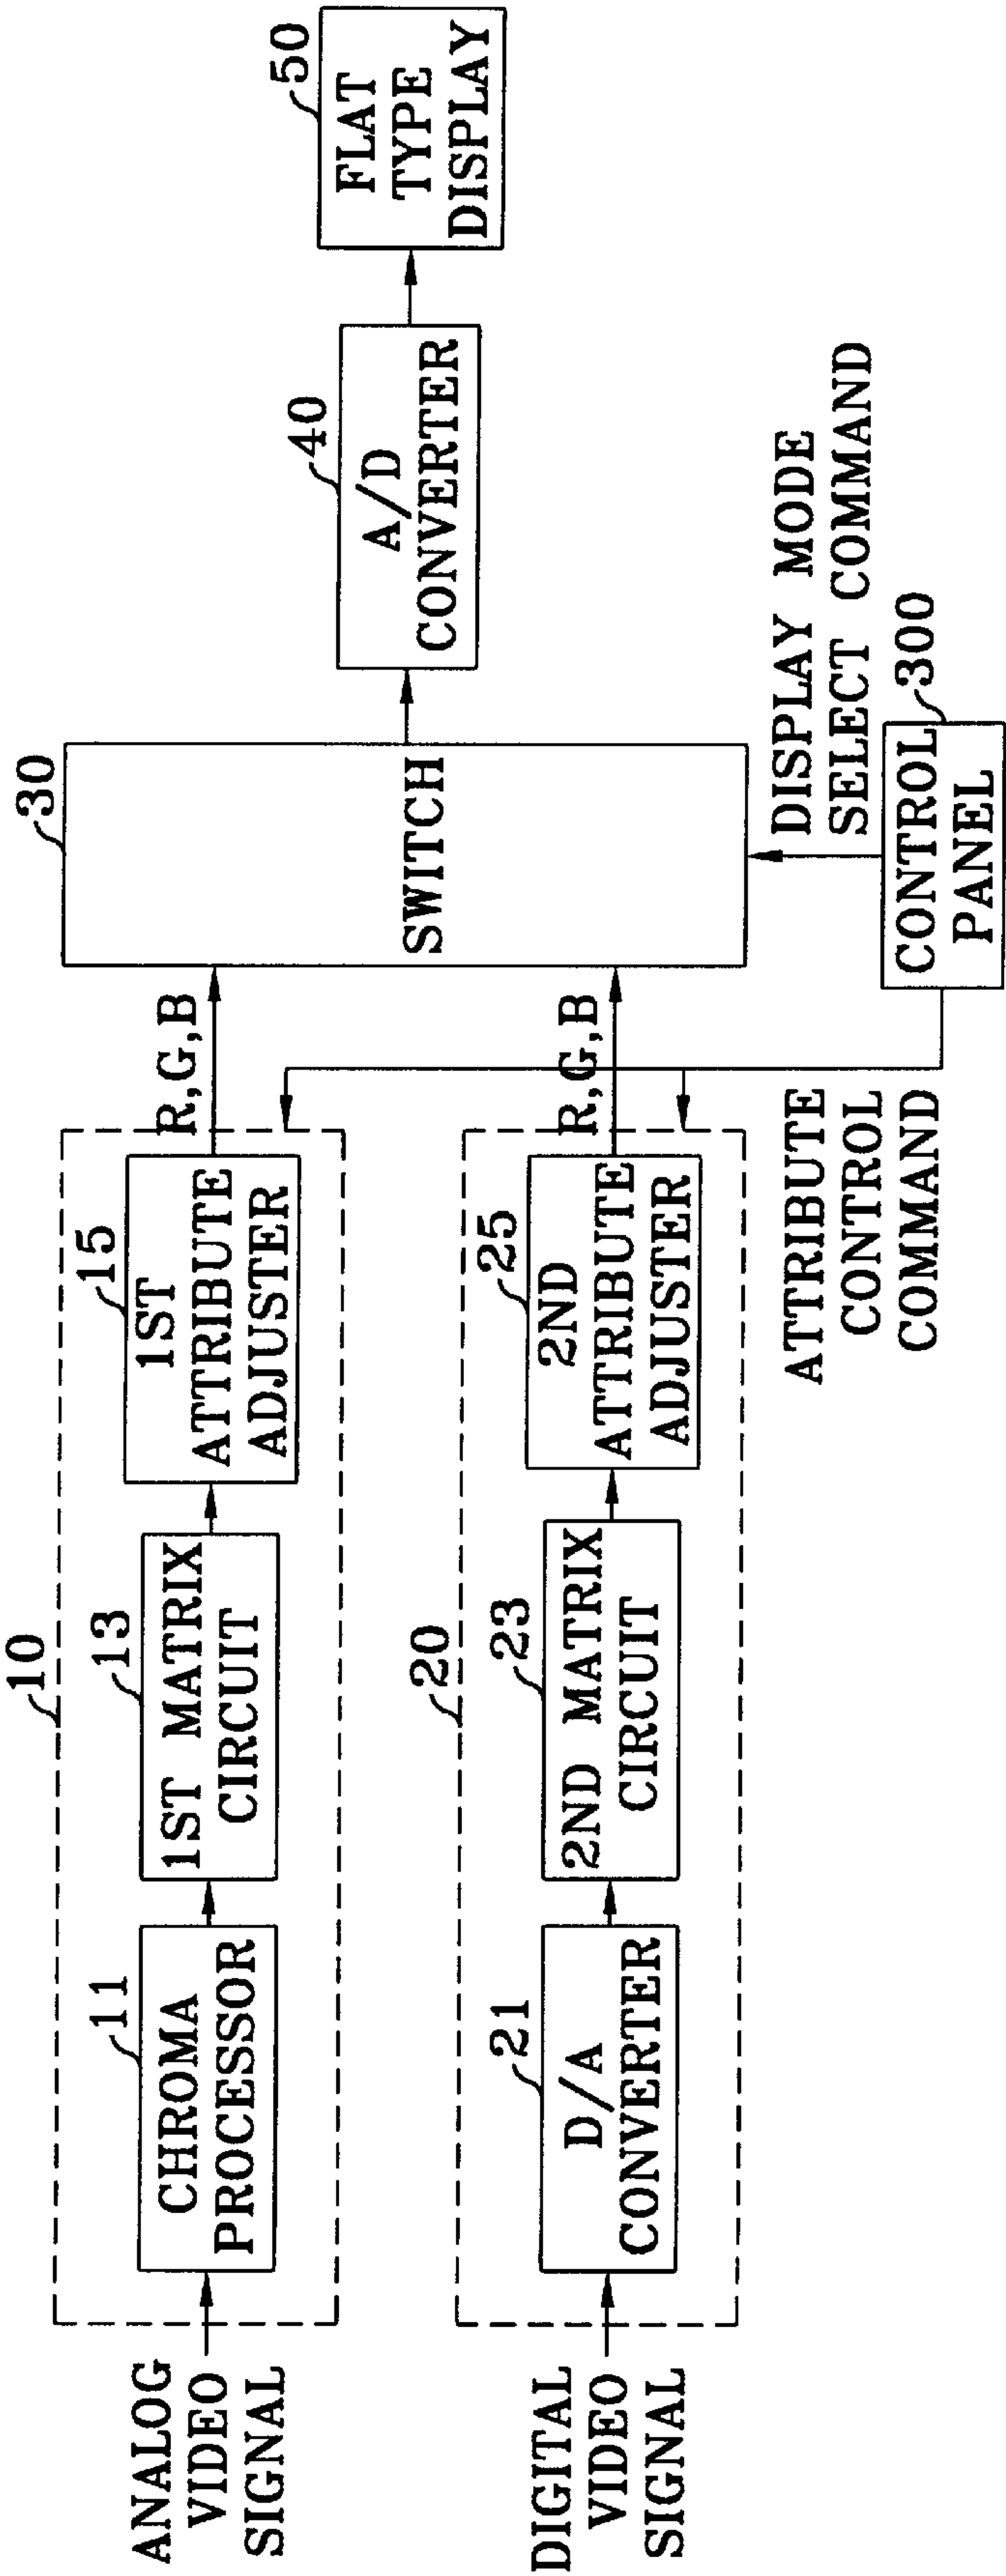 ANALOG
VIDEO
SIGNAL
10
11
CHROMA
PROCESSOR
13
1ST MATRIX
CIRCUIT
15
1ST
ATTRIBUTE
ADJUSTER
R,G,B
DIGITAL
VIDEO
SIGNAL
20
21
D/A
CONVERTER
23
2ND MATRIX
CIRCUIT
25
2ND
ATTRIBUTE
ADJUSTER
R,G,B
30
SWITCH
40
A/D
CONVERTER
50
FLAT
TYPE
DISPLAY
ATTRIBUTE
CONTROL
COMMAND
DISPLAY MODE
SELECT COMMAND
300
CONTROL
PANEL